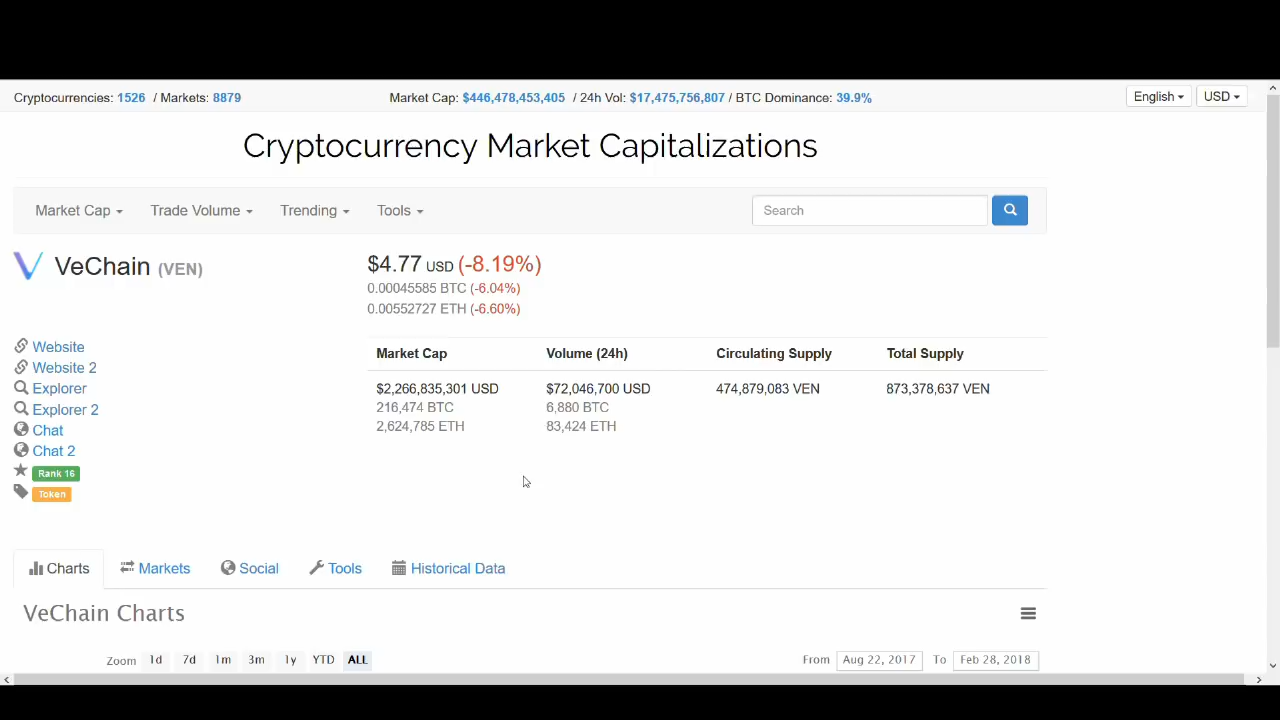 Cryptocurrencies: 1526 / Markets: 8879 Market Cap: $446,478,453,405 / 24h Vol: $17,475,756,807 / BTC Dominance: 39.9% English USD
Cryptocurrency Market Capitalizations
Market Cap Trade Volume Trending Tools Search
VeChain (VEN) $4.77 USD (-8.19%)
0.00045585 BTC (-6.04%)
0.00552727 ETH (-6.60%)
Website
Website 2
Explorer
Explorer 2
Chat
Chat 2
Rank 16
Token
Market Cap Volume (24h) Circulating Supply Total Supply
$2,266,835,301 USD $72,046,700 USD 474,879,083 VEN 873,378,637 VEN
216,474 BTC 6,880 BTC
2,624,785 ETH 83,424 ETH
Charts Markets Social Tools Historical Data
VeChain Charts
Zoom 1d 7d 1m 3m 1y YTD ALL From Aug 22, 2017 To Feb 28, 2018